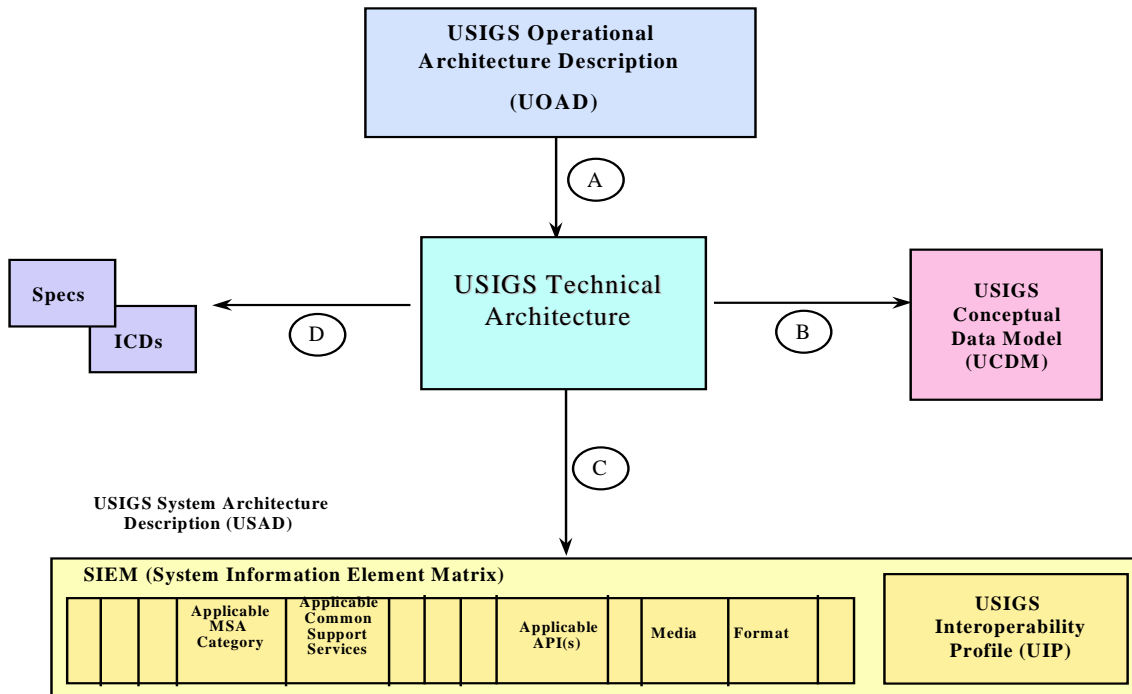 USIGS Operational
Architecture Description
(UOAD)
A
USIGS Technical
Architecture
Specs
ICDs
D
B
USIGS
Conceptual
Data Model
(UCDM)
C
USIGS System Architecture
Description (USAD)
SIEM (System Information Element Matrix)
Applicable
MSA
Category
Applicable
Common
Support
Services
Applicable
API(s)
Media
Format
USIGS
Interoperability
Profile (UIP)